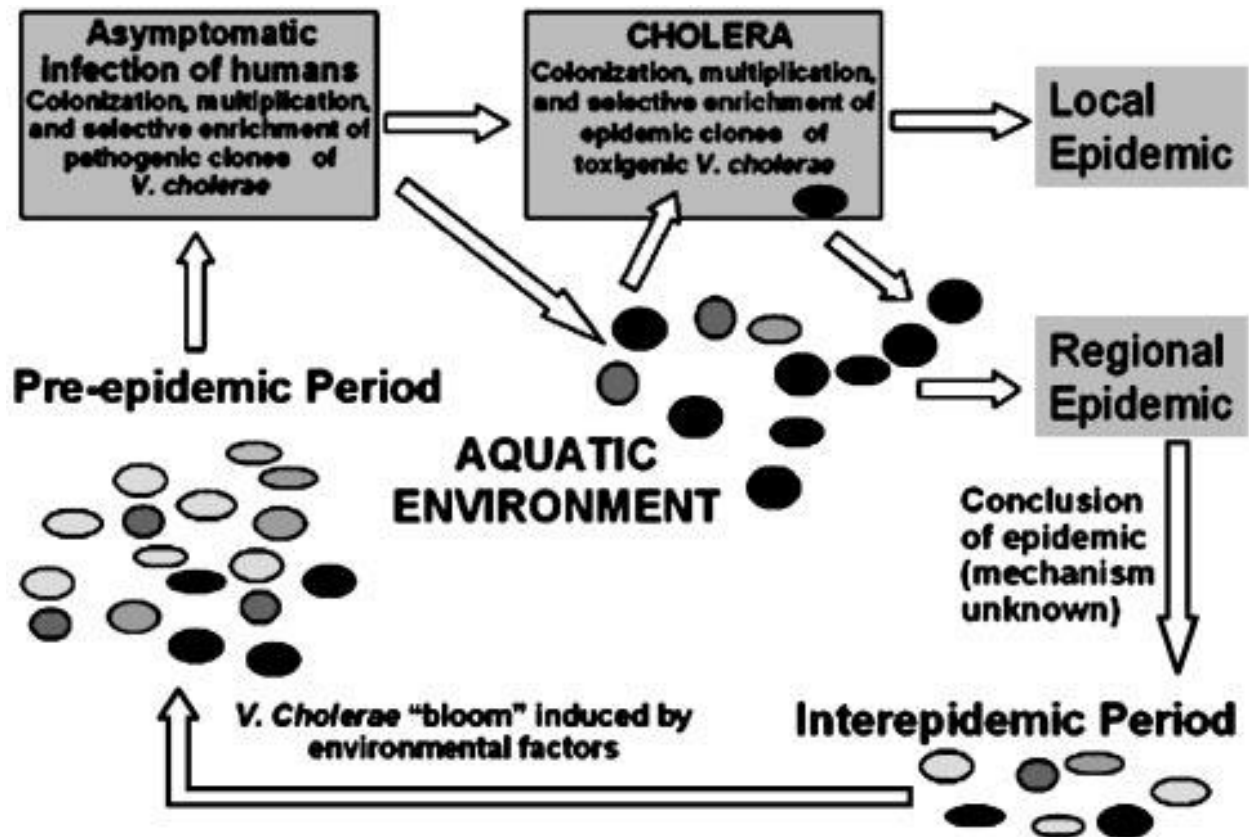 Asymptomatic
infection of humans
Colonization, multiplication,
and selective enrichment of
pathogenic clones of
V. cholerae
CHOLERA
Colonization, multiplication,
and selective enrichment of
epidemic clones of
toxigenic V. cholerae
Local
Epidemic
Pre-epidemic Period
Regional
Epidemic
AQUATIC
ENVIRONMENT
Conclusion
of epidemic
(mechanism
unknown)
V. Cholerae “bloom” induced by
environmental factors
Interepidemic Period